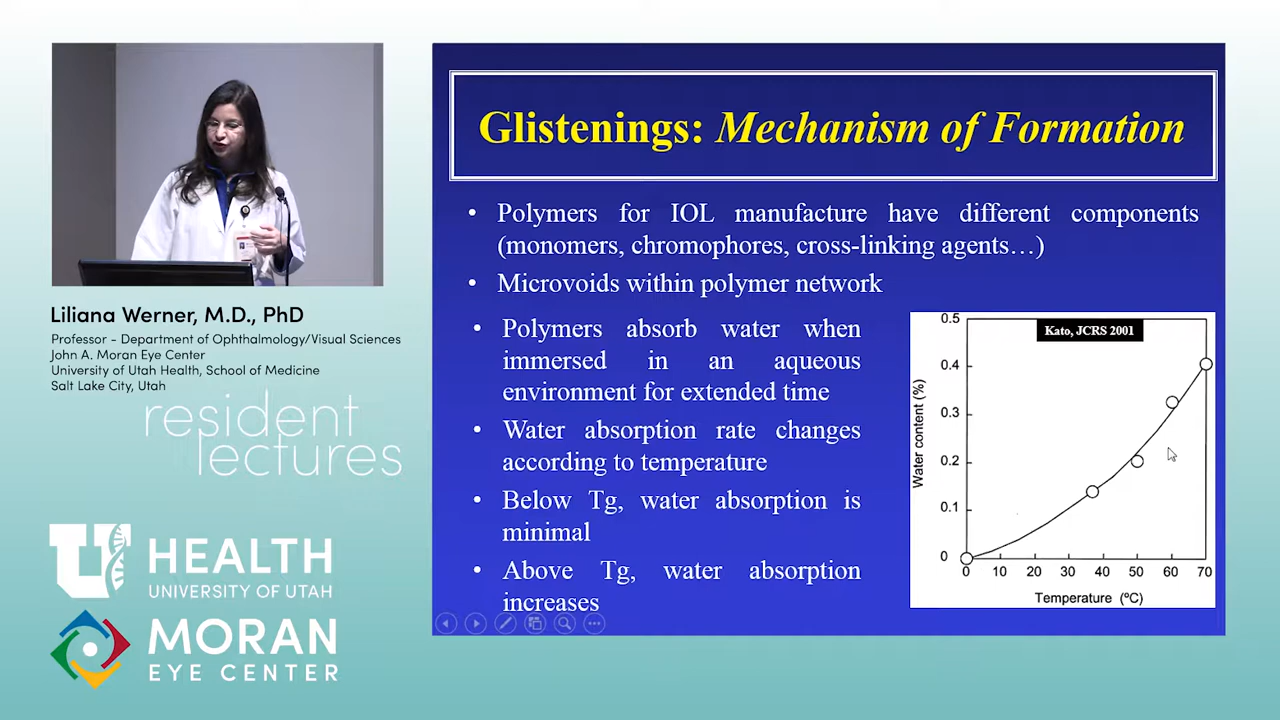 Glistenings: Mechanism of Formation
• Polymers for IOL manufacture have different components
(monomers, chromophores, cross-linking agents…)
• Microvoids within polymer network
• Polymers absorb water when
immersed in an aqueous
environment for extended time
• Water absorption rate changes
according to temperature
• Below Tg, water absorption is
minimal
• Above Tg, water absorption
increases
Kato, JCRS 2001
Water content (%)
0.5
0.4
0.3
0.2
0.1
0
0 10 20 30 40 50 60 70
Temperature (ºC)
Liliana Werner, M.D., PhD
Professor - Department of Ophthalmology/Visual Sciences
John A. Moran Eye Center
University of Utah Health, School of Medicine
Salt Lake City, Utah
resident
lectures
U HEALTH
UNIVERSITY OF UTAH
MORAN
EYE CENTER